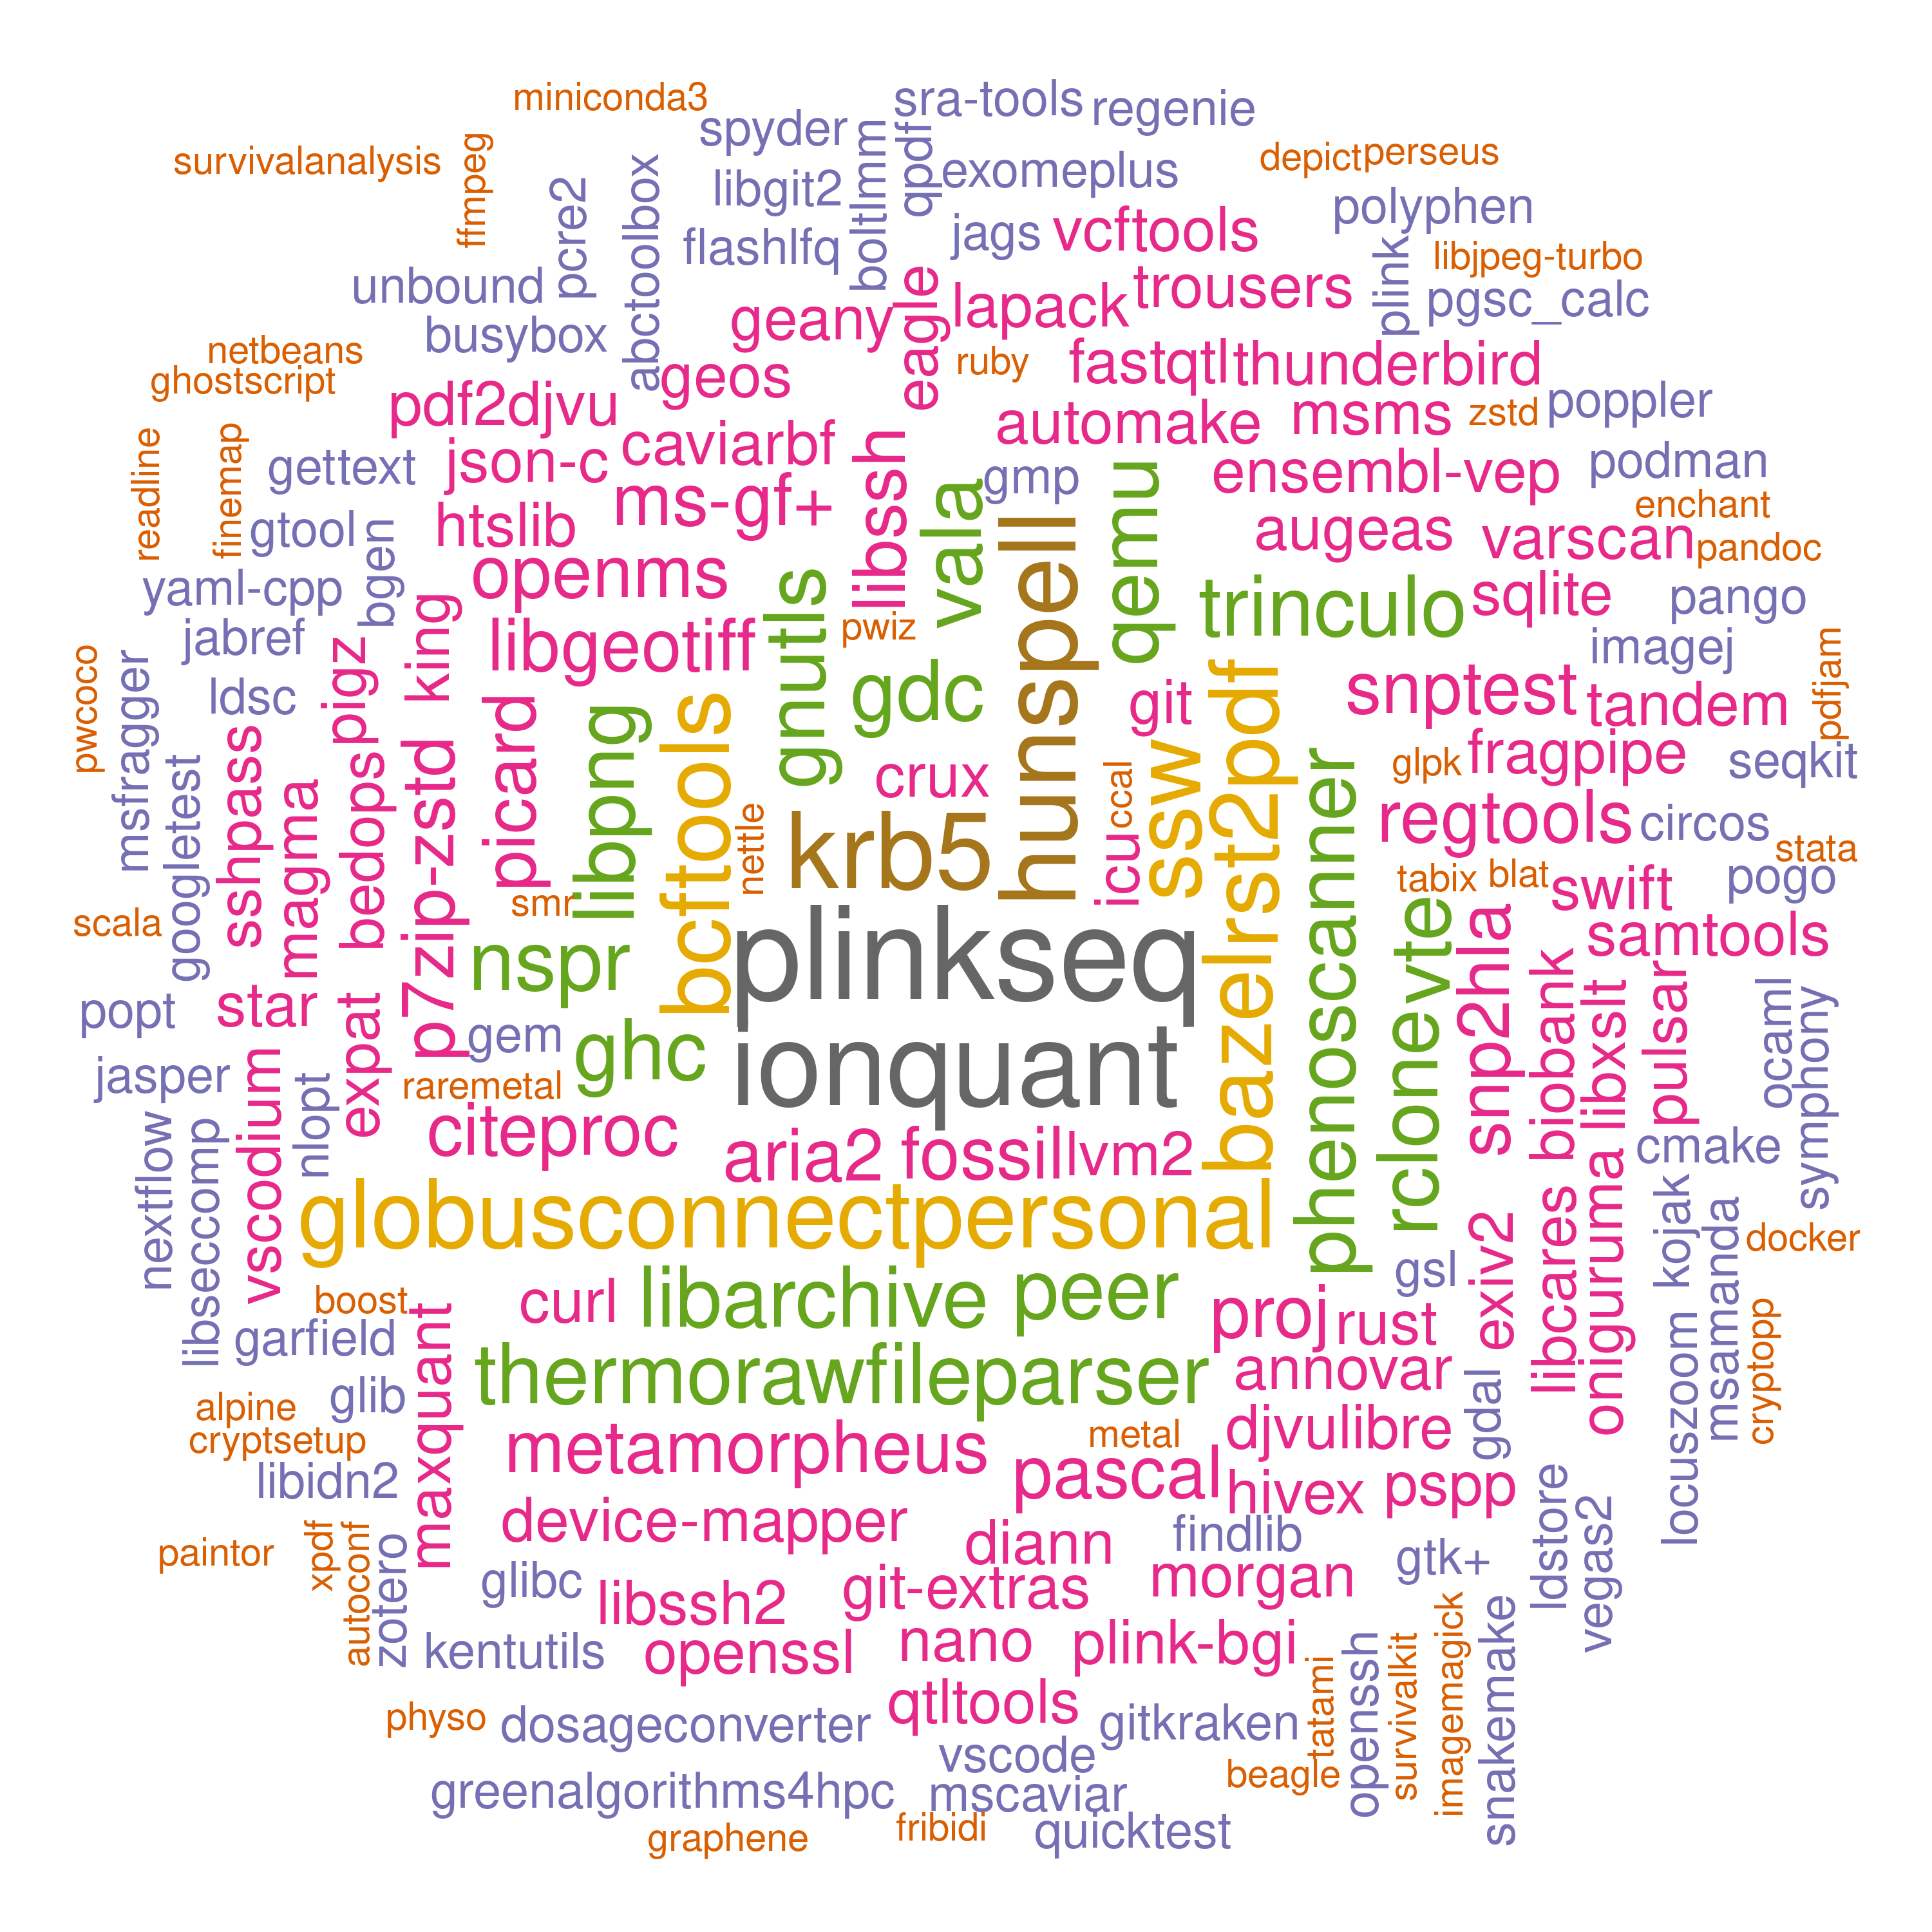 miniconda3
sra-tools
regenie
spyder
survivalanalysis
ffmpeg
boltlmm
qpdf
depict
perseus
pcre2
abctoolbox
libgit2
exomeplus
polyphen
flashlfq
jags
vcftools
plink
libjpeg-turbo
unbound
busybox
geany
eagle
lapack
trousers
pgsc_calc
netbeans
ghostscript
geos
ruby
fastqtl
thunderbird
pdf2djvu
caviarbf
automake
msms
zstd
poppler
readline
finemap
gettext
json-c
ms-gf+
libssh
vala
gmp
hunspell
qemu
ensembl-vep
podman
enchant
gtool
bgen
htslib
augeas
varscan
pandoc
yaml-cpp
openms
gnutls
trinculo
sqlite
pango
jabref
king
libgeotiff
pwiz
imagej
pdfjam
pwcoco
msfragger
ldsc
pigz
picard
libpng
bcftools
gdc
git
rst2pdf
snptest
tandem
googletest
sshpass
magma
bedops
p7zip-zstd
crux
icu
ccal
ssw
phenoscanner
glpk
fragpipe
seqkit
nettle
krb5
regtools
circos
stata
scala
smr
tabix
blat
swift
pogo
nspr
plinkseq
bazel
vte
snp2hla
biobank
samtools
popt
star
expat
gem
ghc
ionquant
rclone
libxslt
pulsar
ocaml
symphony
jasper
nlopt
raremetal
nextflow
libseccomp
vscodium
citeproc
aria2
fossil
lvm2
oniguruma
cmake
globusconnectpersonal
exiv2
libcares
kojak
msamanda
docker
boost
curl
libarchive
peer
gsl
garfield
maxquant
proj
rust
locuszoom
cryptopp
alpine
glib
thermorawfileparser
annovar
gdal
cryptsetup
metamorpheus
metal
djvulibre
libidn2
pascal
hivex
pspp
paintor
xpdf
autoconf
zotero
device-mapper
diann
findlib
gtk+
ldstore
vegas2
glibc
libssh2
git-extras
morgan
kentutils
openssl
nano
plink-bgi
tatami
openssh
survivalkit
imagemagick
snakemake
physo
dosageconverter
qtltools
gitkraken
vscode
beagle
greenalgorithms4hpc
mscaviar
graphene
fribidi
quicktest